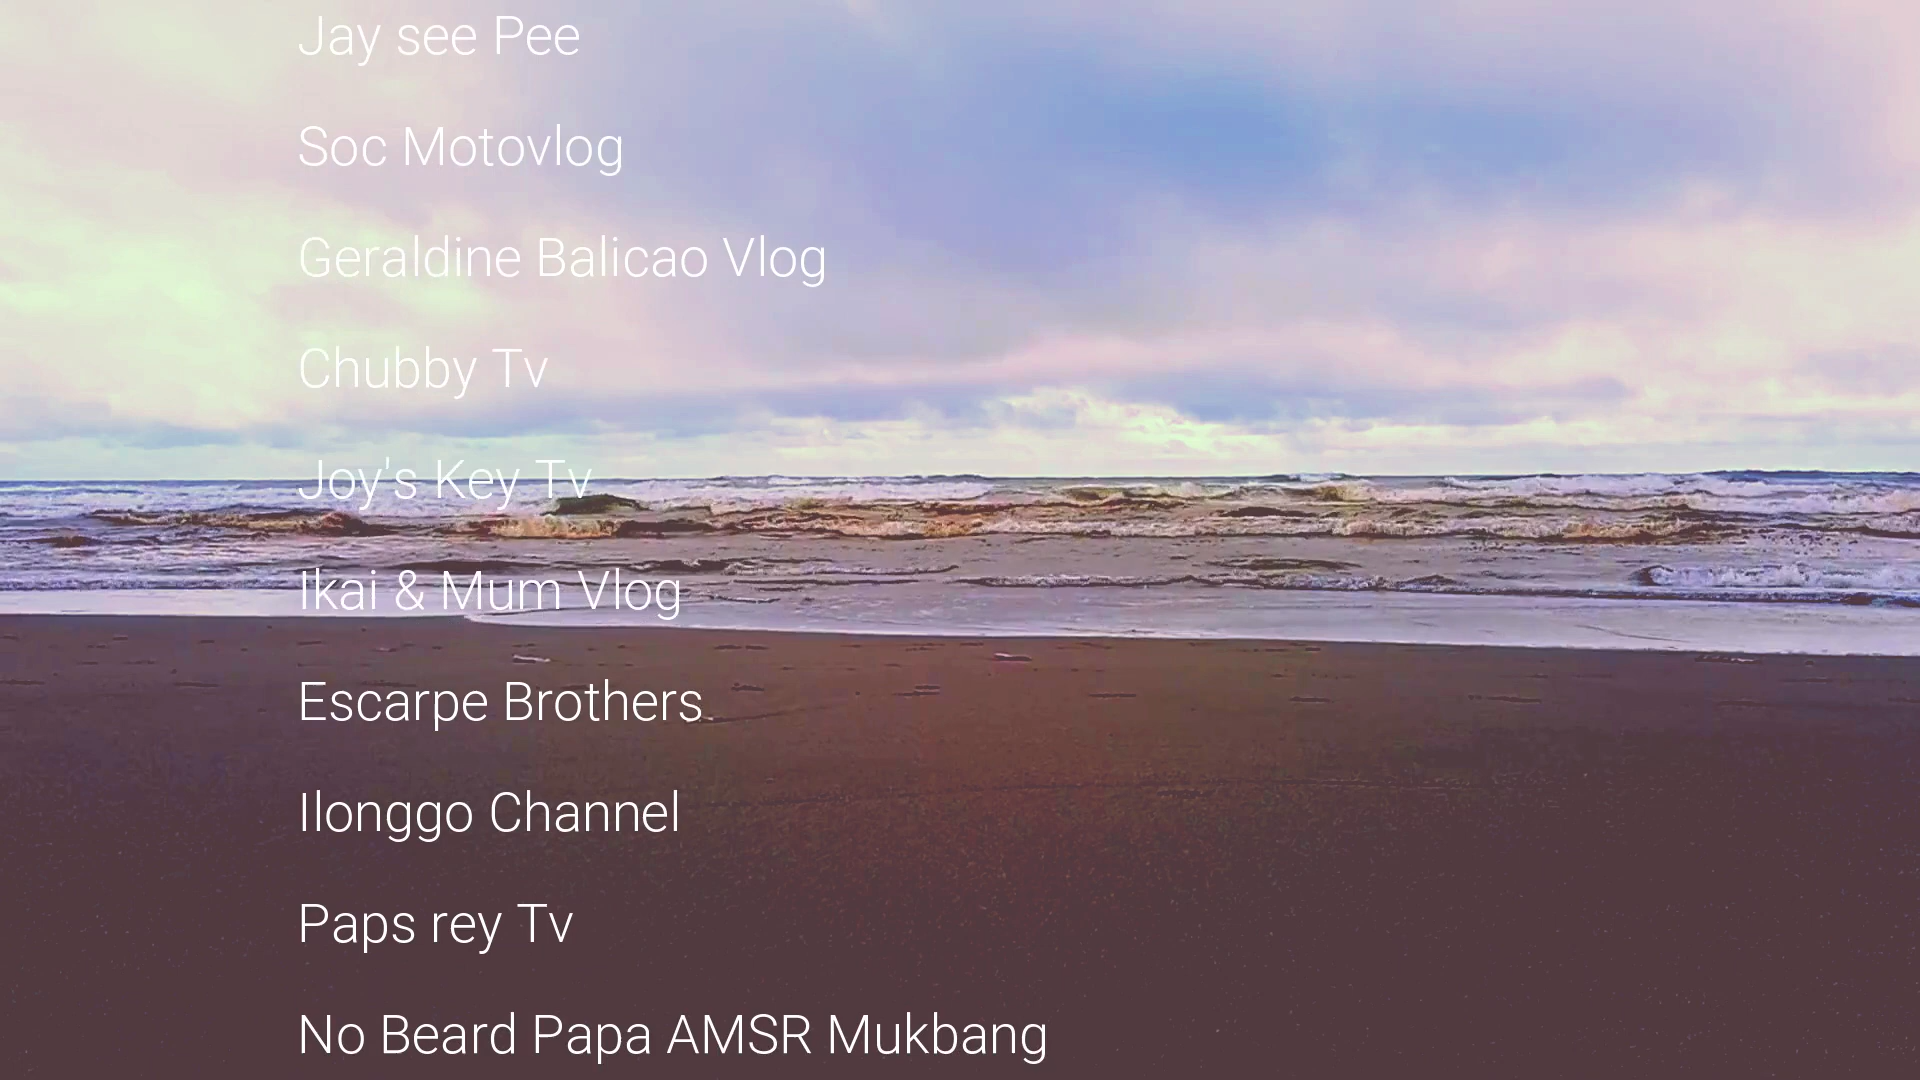 Jay see Pee
Soc Motovlog
Geraldine Balicao Vlog
Chubby Tv
Joy's Key Tv
Ikai & Mum Vlog
Escarpe Brothers
Ilonggo Channel
Paps rey Tv
No Beard Papa AMSR Mukbang